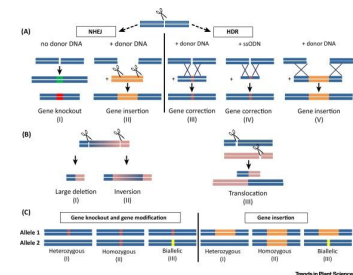 NHEJ HDR
(A)
no donor DNA + donor DNA + donor DNA + ssODN + donor DNA
+ + + +
Gene knockout Gene insertion Gene correction Gene correction Gene insertion
(I) (II) (III) (IV) (V)
(B)
Large deletion Inversion Translocation
(I) (II) (III)
(C) Gene knockout and gene modification Gene insertion
Allele 1
Allele 2
Heterozygous Homozygous Biallelic Heterozygous Homozygous Biallelic
(I) (II) (III) (I) (II) (III)
Trends in Plant Science